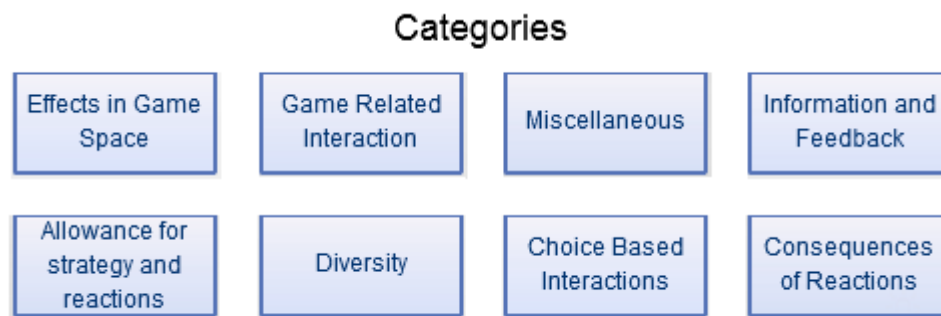 Categories
Effects in Game
Space
Game Related
Interaction
Miscellaneous
Information and
Feedback
Allowance for
strategy and
reactions
Diversity
Choice Based
Interactions
Consequences
of Reactions